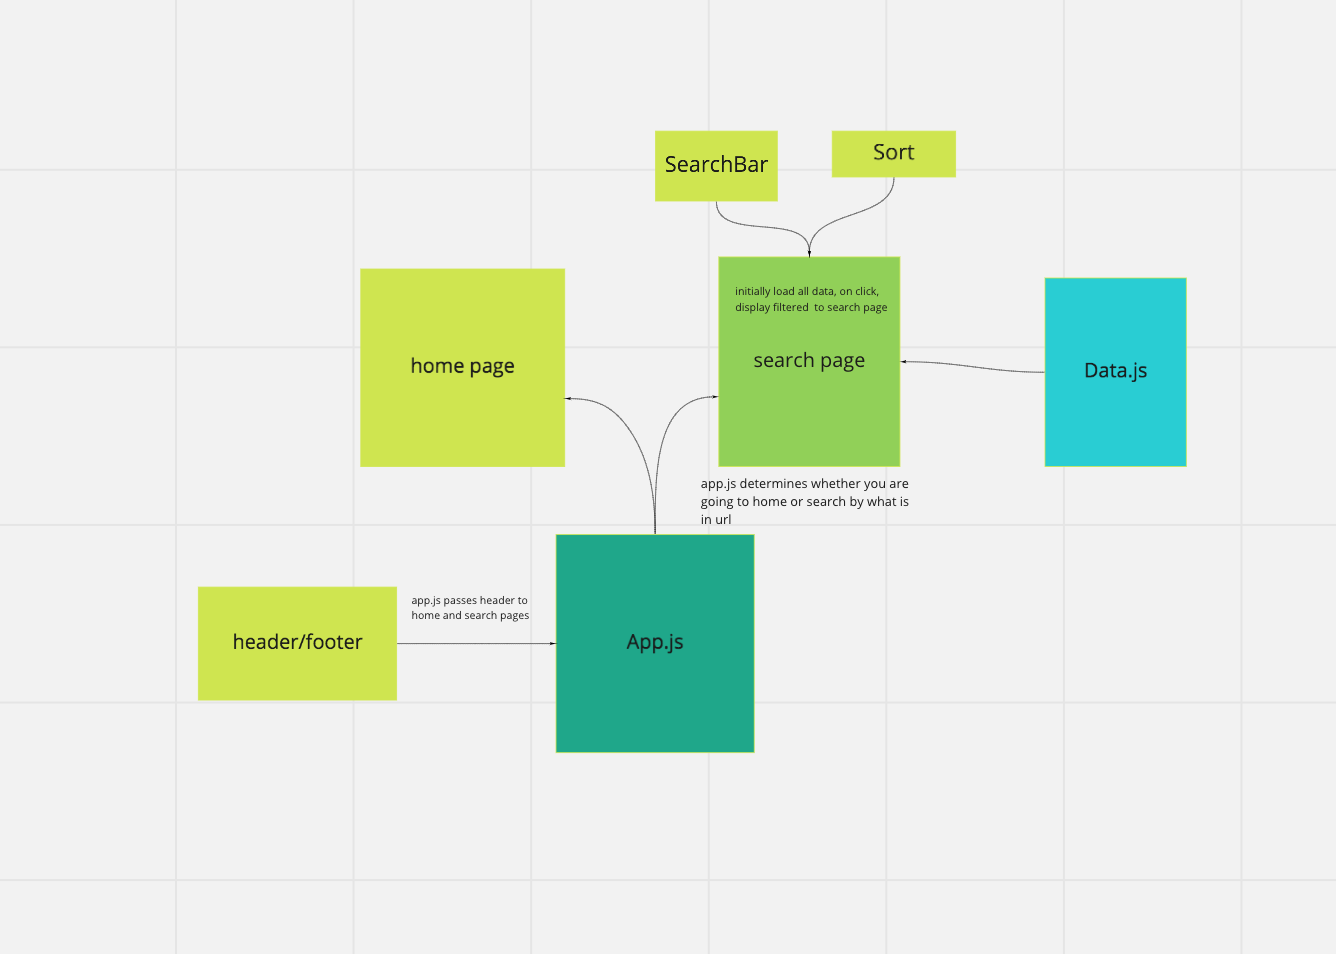 SearchBar
Sort
initially load all data, on click,
display filtered  to search page
home page
search page
Data.js
app.js determines whether you are
going to home or search by what is
in url
app.js passes header to
home and search pages
header/footer
App.js